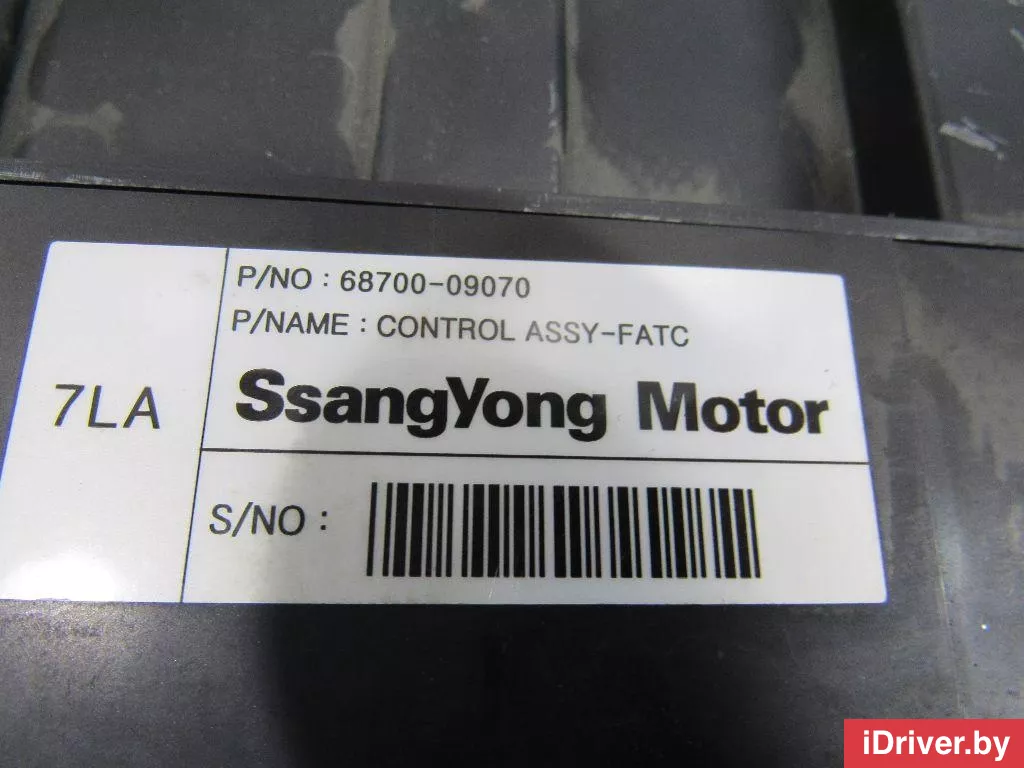 P/NO : 68700-09070
P/NAME : CONTROL ASSY-FATC
7LA
SsangYong Motor
S/NO :
iDriver.by